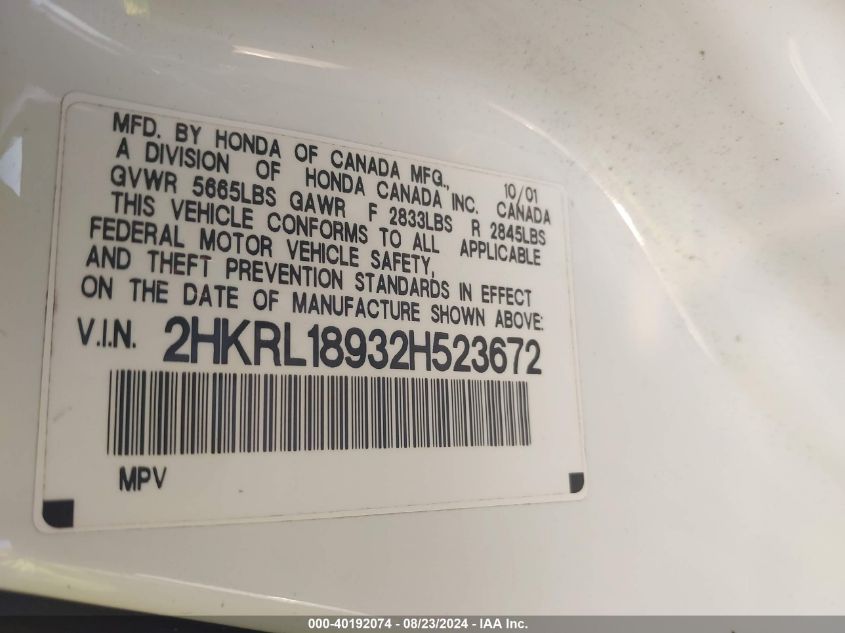 MFD. BY HONDA OF CANADA MFG., 10/01
A DIVISION OF HONDA CANADA INC. CANADA
GVWR 5665LBS GAWR F 2833LBS R 2845LBS
THIS VEHICLE CONFORMS TO ALL APPLICABLE
FEDERAL MOTOR VEHICLE SAFETY,
AND THEFT PREVENTION STANDARDS IN EFFECT
ON THE DATE OF MANUFACTURE SHOWN ABOVE:
V.I.N. 2HKRL18932H523672
MPV
000-40192074 - 08/23/2024 - IAA Inc.